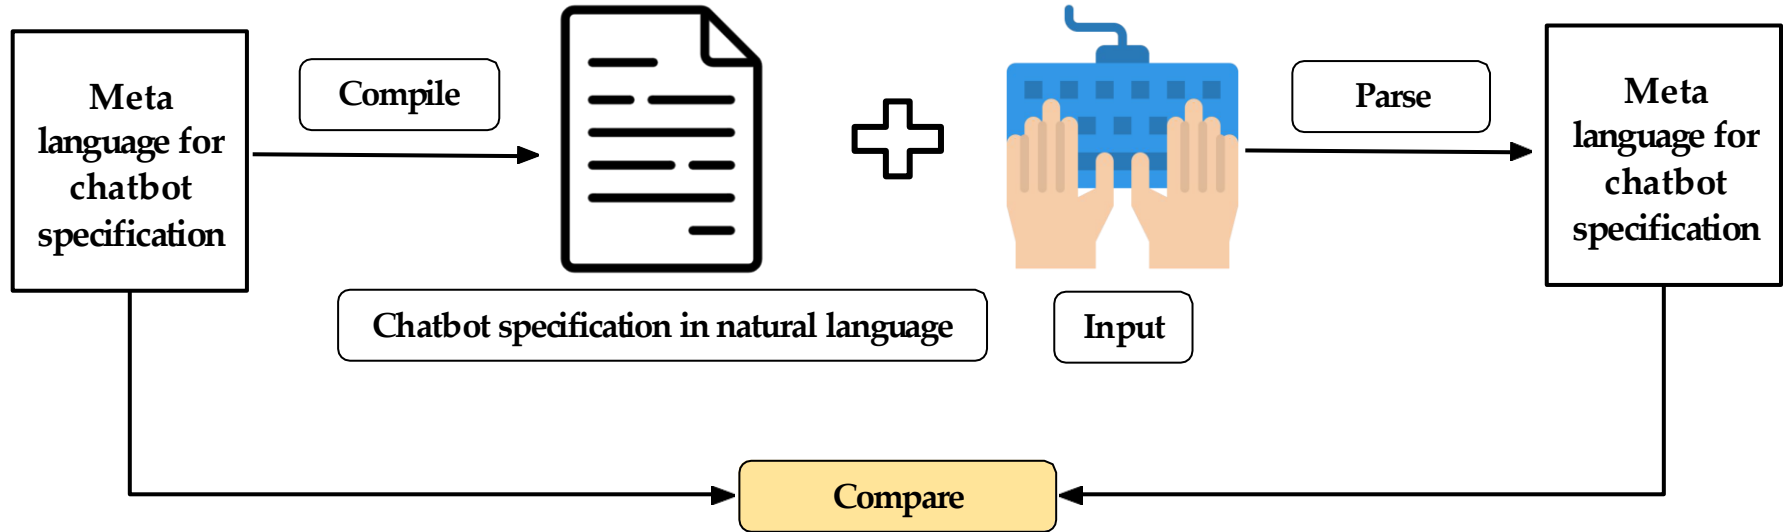 Meta
language for
chatbot
specification
Compile
Chatbot specification in natural language
Input
Parse
Meta
language for
chatbot
specification
Compare